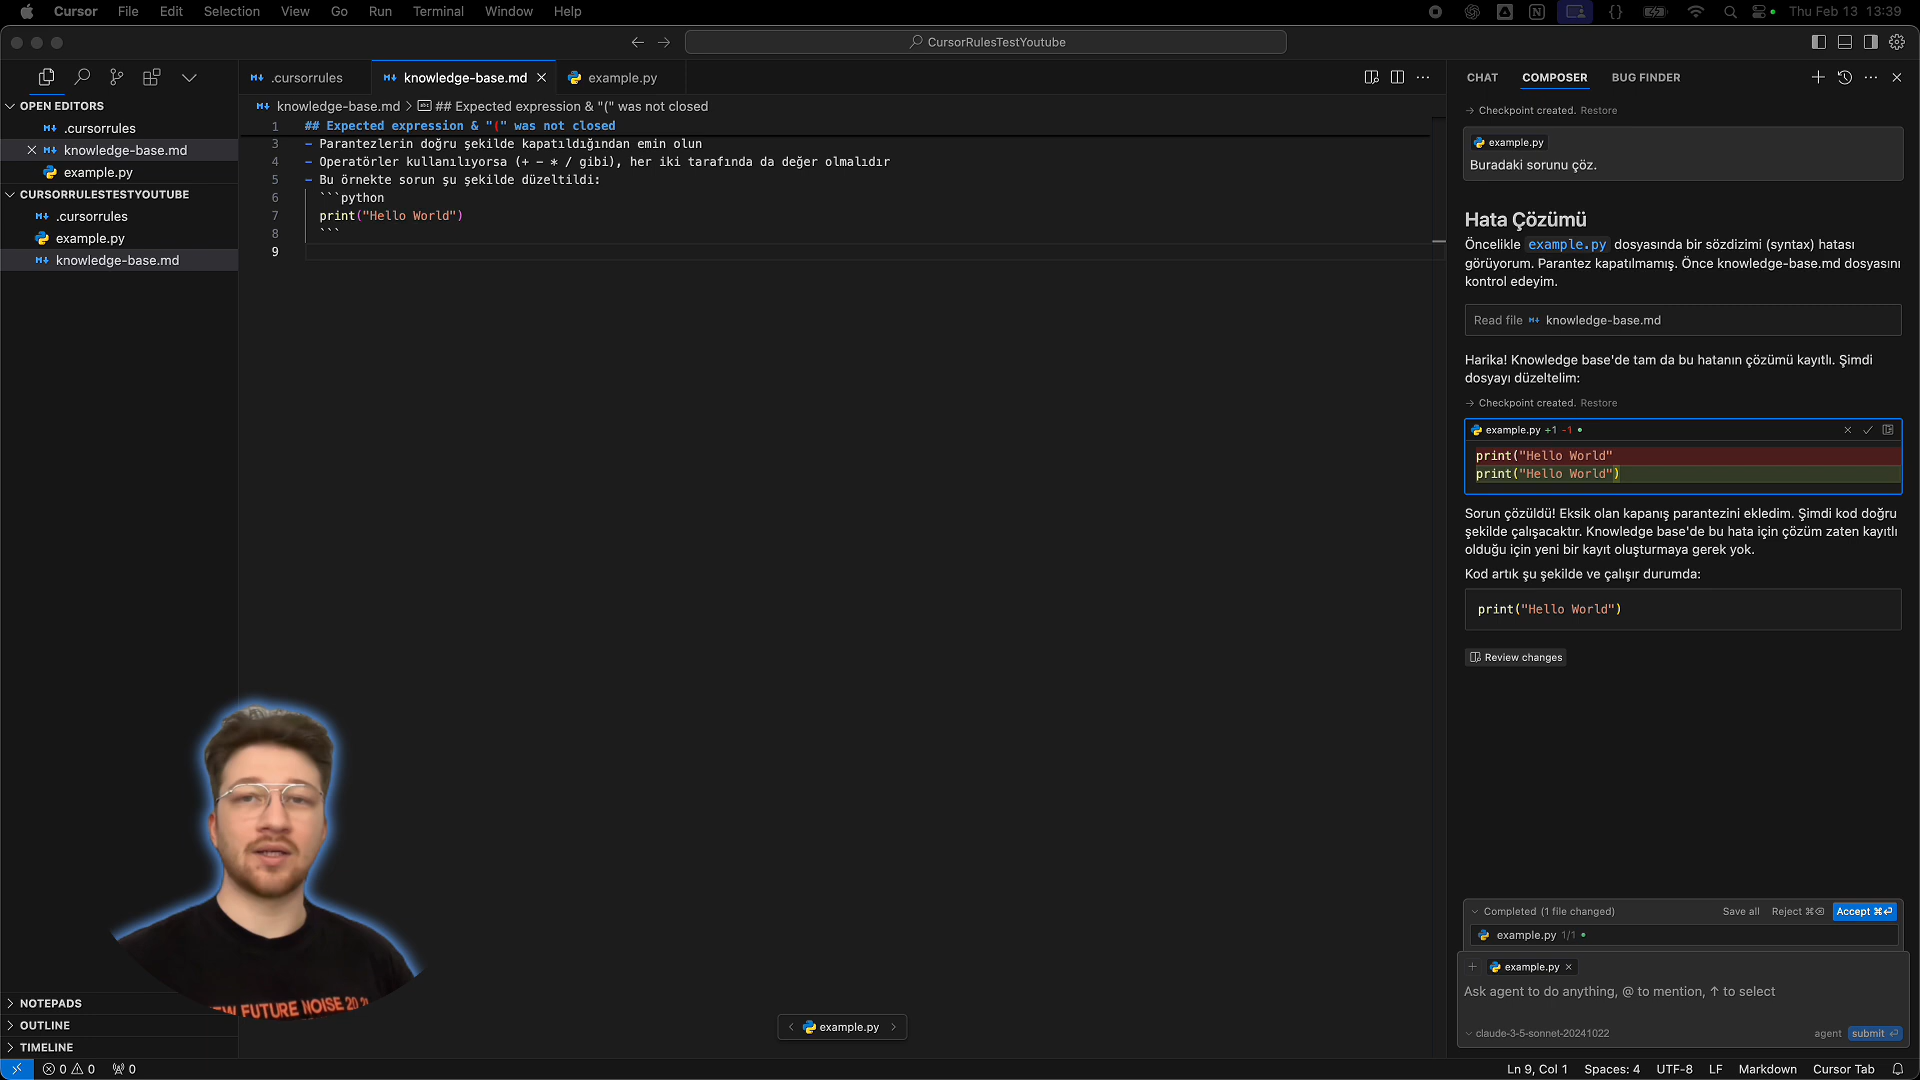 Cursor File Edit Selection View Go Run Terminal Window Help
Thu Feb 13 13:39
CursorRulesTestYoutube
OPEN EDITORS
.cursorrules
knowledge-base.md
example.py
CURSORRULESTESTYOUTUBE
.cursorrules
example.py
knowledge-base.md
NOTEPADS
OUTLINE
TIMELINE
.cursorrules knowledge-base.md example.py
knowledge-base.md > ## Expected expression & "(" was not closed
1 ## Expected expression & "(" was not closed
3 - Parantezlerin doğru şekilde kapatıldığından emin olun
4 - Operatörler kullanılıyorsa (+ - * / gibi), her iki tarafında da değer olmalıdır
5 - Bu örnekte sorun şu şekilde düzeltildi:
6 ```python
7 print("Hello World")
8 ```
9
example.py
FUTURE NOISE 20
CHAT COMPOSER BUG FINDER
Checkpoint created. Restore
example.py
Buradaki sorunu çöz.
Hata Çözümü
Öncelikle example.py dosyasında bir sözdizimi (syntax) hatası
görüyorum. Parantez kapatılmamış. Önce knowledge-base.md dosyasını
kontrol edeyim.
Read file knowledge-base.md
Harika! Knowledge base'de tam da bu hatanın çözümü kayıtlı. Şimdi
dosyayı düzeltelim:
Checkpoint created. Restore
example.py +1 -1
print("Hello World"
print("Hello World")
Sorun çözüldü! Eksik olan kapanış parantezini ekledim. Şimdi kod doğru
şekilde çalışacaktır. Knowledge base'de bu hata için çözüm zaten kayıtlı
olduğu için yeni bir kayıt oluşturmaya gerek yok.
Kod artık şu şekilde ve çalışır durumda:
print("Hello World")
Review changes
Completed (1 file changed) Save all Reject ⌘⌫ Accept ⌘⏎
example.py 1/1
example.py
Ask agent to do anything, @ to mention, ↑ to select
claude-3-5-sonnet-20241022 agent submit ⏎
0 0 0
Ln 9, Col 1 Spaces: 4 UTF-8 LF Markdown Cursor Tab